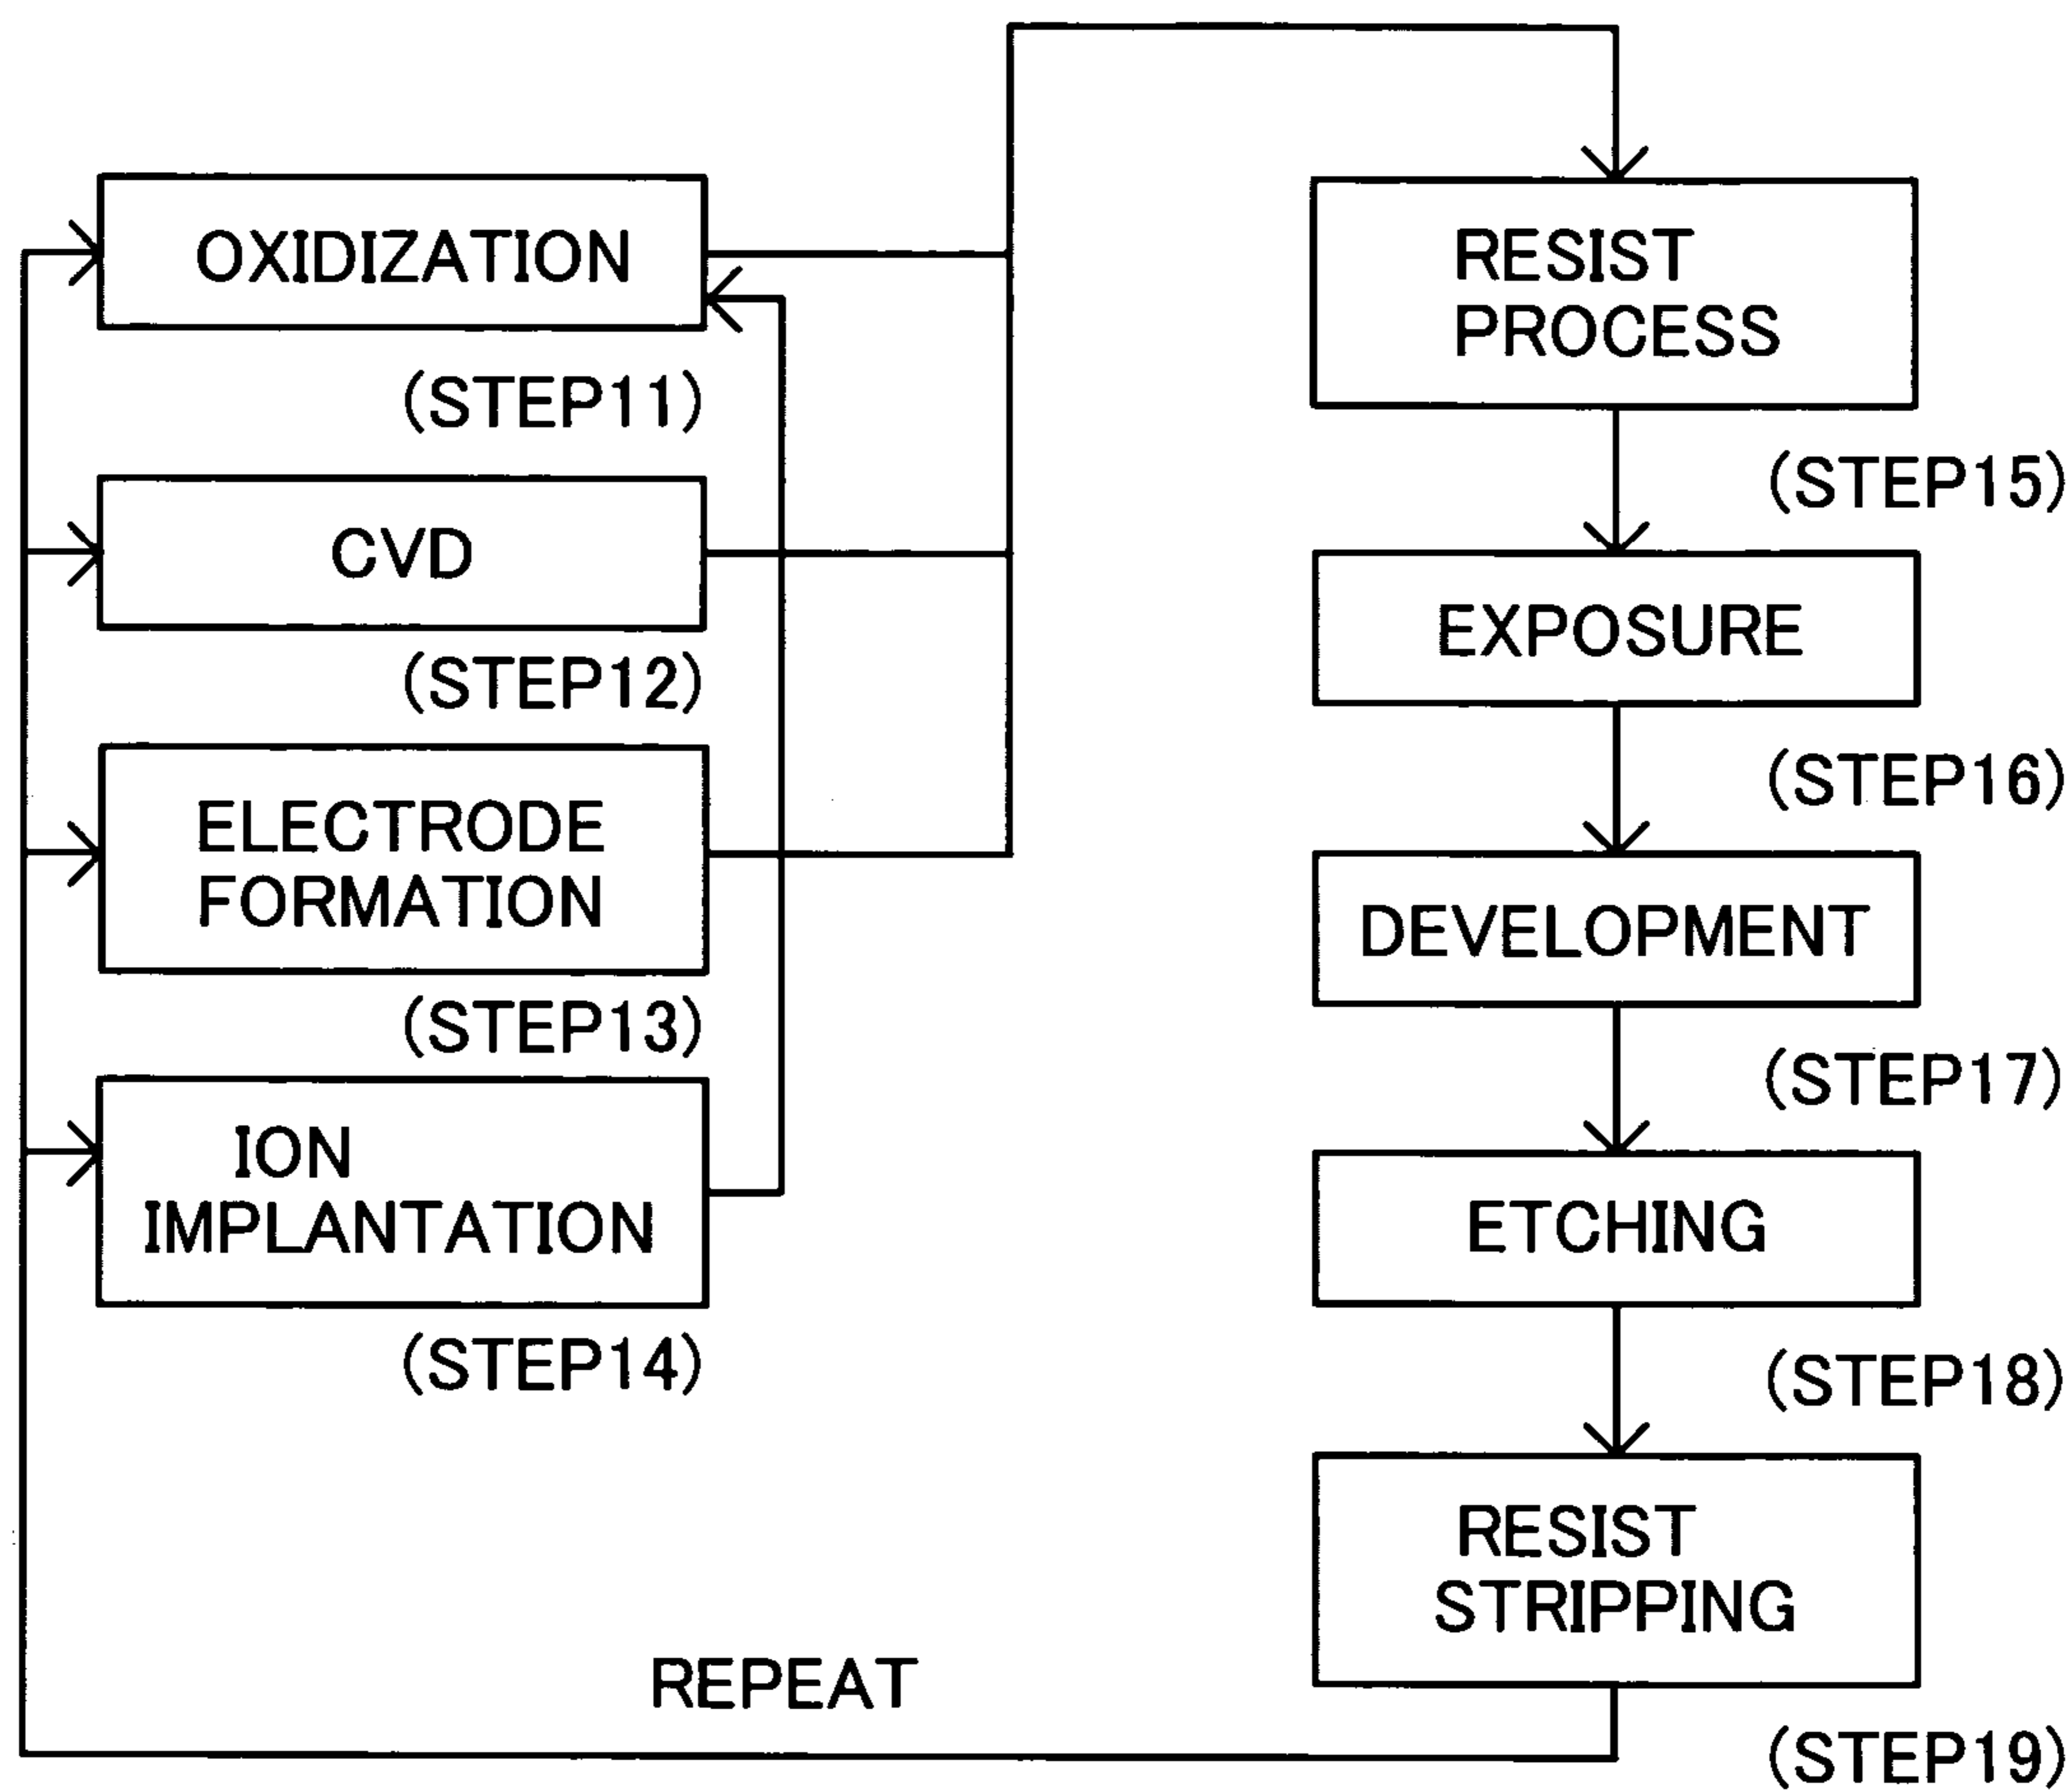 OXIDIZATION
(STEP11)
CVD
(STEP12)
ELECTRODE
FORMATION
(STEP13)
ION
IMPLANTATION
(STEP14)
RESIST
PROCESS
(STEP15)
EXPOSURE
(STEP16)
DEVELOPMENT
(STEP17)
ETCHING
(STEP18)
RESIST
STRIPPING
(STEP19)
REPEAT